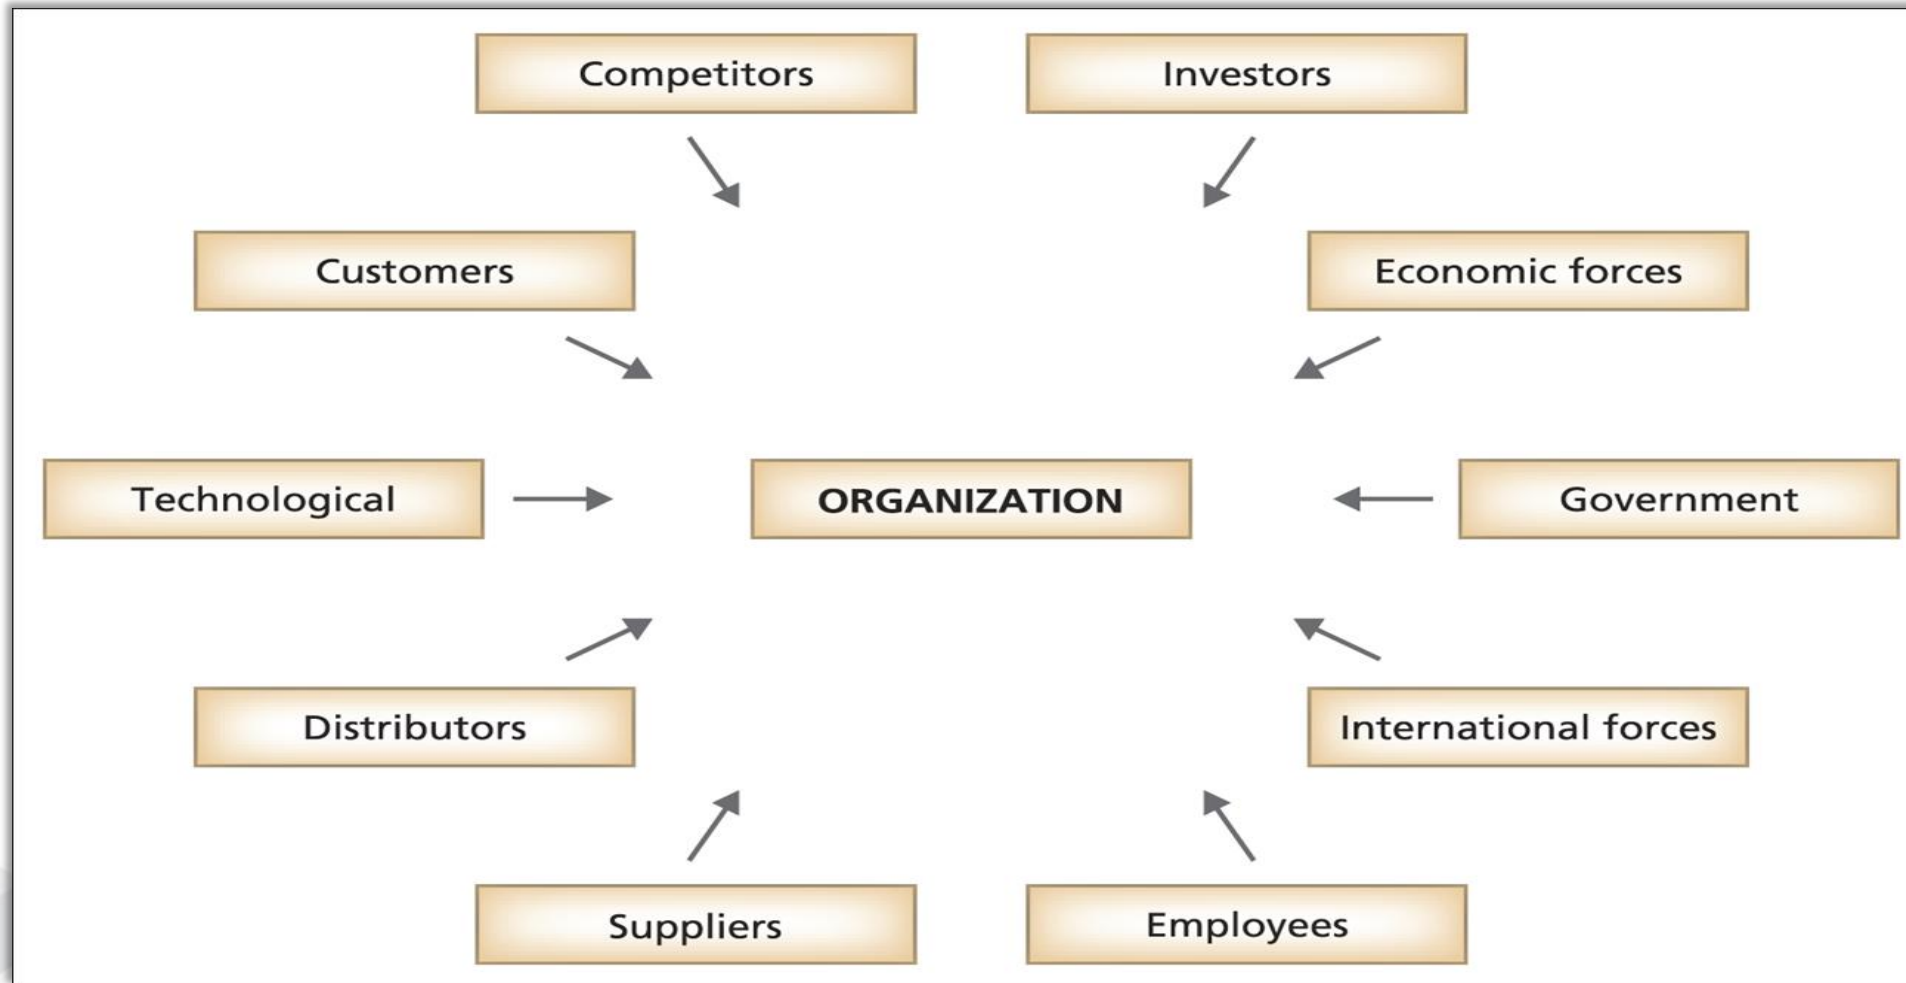 Competitors
Investors
Customers
Economic forces
Technological
ORGANIZATION
Government
Distributors
International forces
Suppliers
Employees